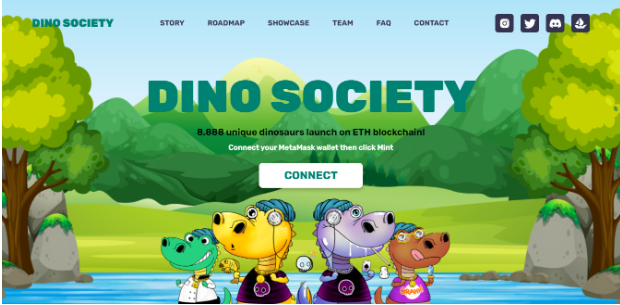 DINO SOCIETY
STORY ROADMAP SHOWCASE TEAM FAQ CONTACT
DINO SOCIETY
8.888 unique dinosaurs launch on ETH blockchain!
Connect your MetaMask wallet then click Mint
CONNECT